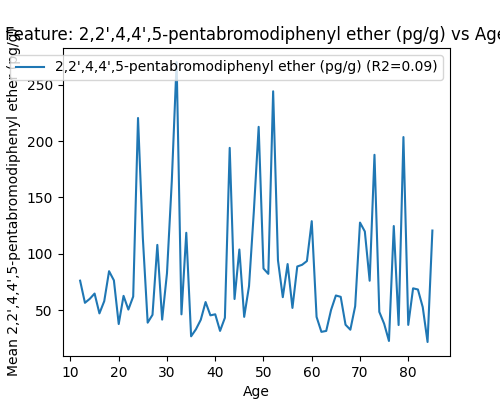 Feature: 2,2',4,4',5-pentabromodiphenyl ether (pg/g) vs Age
2,2',4,4',5-pentabromodiphenyl ether (pg/g) (R2=0.09)
Mean 2,2',4,4',5-pentabromodiphenyl ether (pg/g)
250
200
150
100
50
10 20 30 40 50 60 70 80
Age